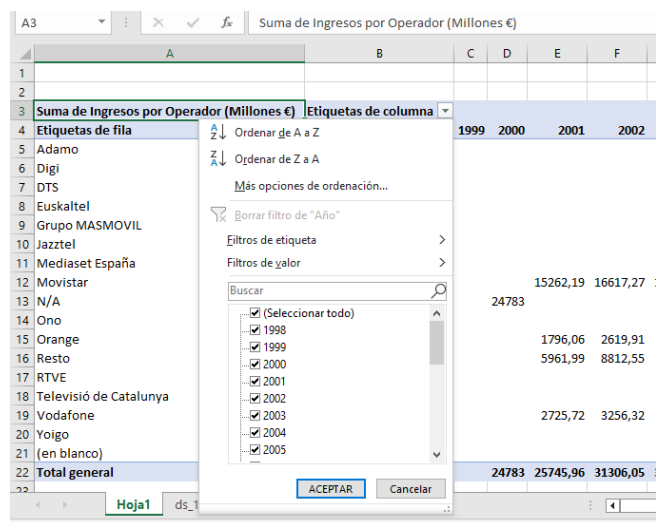 A3 fx Suma de Ingresos por Operador (Millones €)
A B C D E F
1
2
3 Suma de Ingresos por Operador (Millones €) Etiquetas de columna
4 Etiquetas de fila 1999 2000 2001 2002
5 Adamo
6 Digi
7 DTS
8 Euskaltel
9 Grupo MASMOVIL
10 Jazztel
11 Mediaset España
12 Movistar 15262,19 16617,27
13 N/A 24783
14 Ono
15 Orange 1796,06 2619,91
16 Resto 5961,99 8812,55
17 RTVE
18 Televisió de Catalunya
19 Vodafone 2725,72 3256,32
20 Yoigo
21 (en blanco)
22 Total general 24783 25745,96 31306,05
Ordenar de A a Z
Ordenar de Z a A
Más opciones de ordenación...
Borrar filtro de "Año"
Filtros de etiqueta
Filtros de valor
Buscar
(Seleccionar todo)
1998
1999
2000
2001
2002
2003
2004
2005
ACEPTAR Cancelar
Hoja1 ds_1